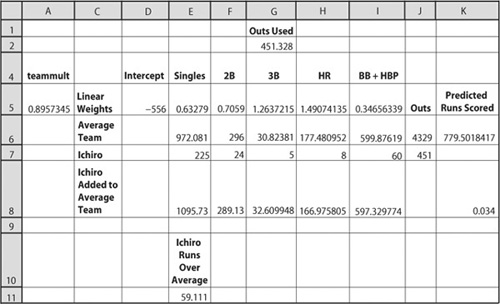 A B C D E F G H I J K
1 Outs Used
2 451.328
4 teammult Intercept Singles 2B 3B HR BB + HBP
5 0.8957345 Linear Weights −556 0.63279 0.7059 1.2637215 1.49074135 0.34656339 Outs Predicted Runs Scored
6 Average Team 972.081 296 30.82381 177.480952 599.87619 4329 779.5018417
7 Ichiro 225 24 5 8 60 451
8 Ichiro Added to Average Team 1095.73 289.13 32.609948 166.975805 597.329774 0.034
9
10 Ichiro Runs Over Average
11 59.111